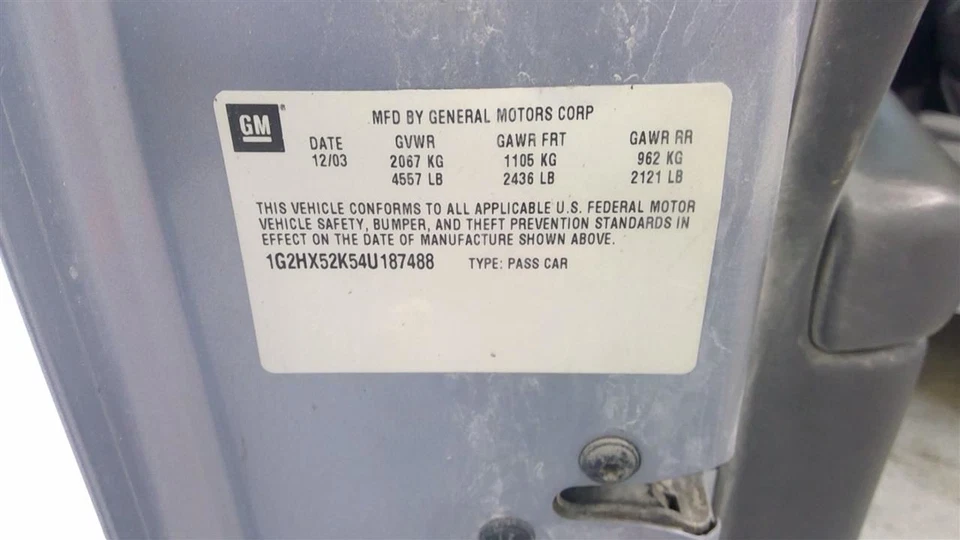 GM
MFD BY GENERAL MOTORS CORP
DATE GVWR GAWR FRT GAWR RR
12/03 2067 KG 1105 KG 962 KG
4557 LB 2436 LB 2121 LB
THIS VEHICLE CONFORMS TO ALL APPLICABLE U.S. FEDERAL MOTOR
VEHICLE SAFETY, BUMPER, AND THEFT PREVENTION STANDARDS IN
EFFECT ON THE DATE OF MANUFACTURE SHOWN ABOVE.
1G2HX52K54U187488 TYPE: PASS CAR